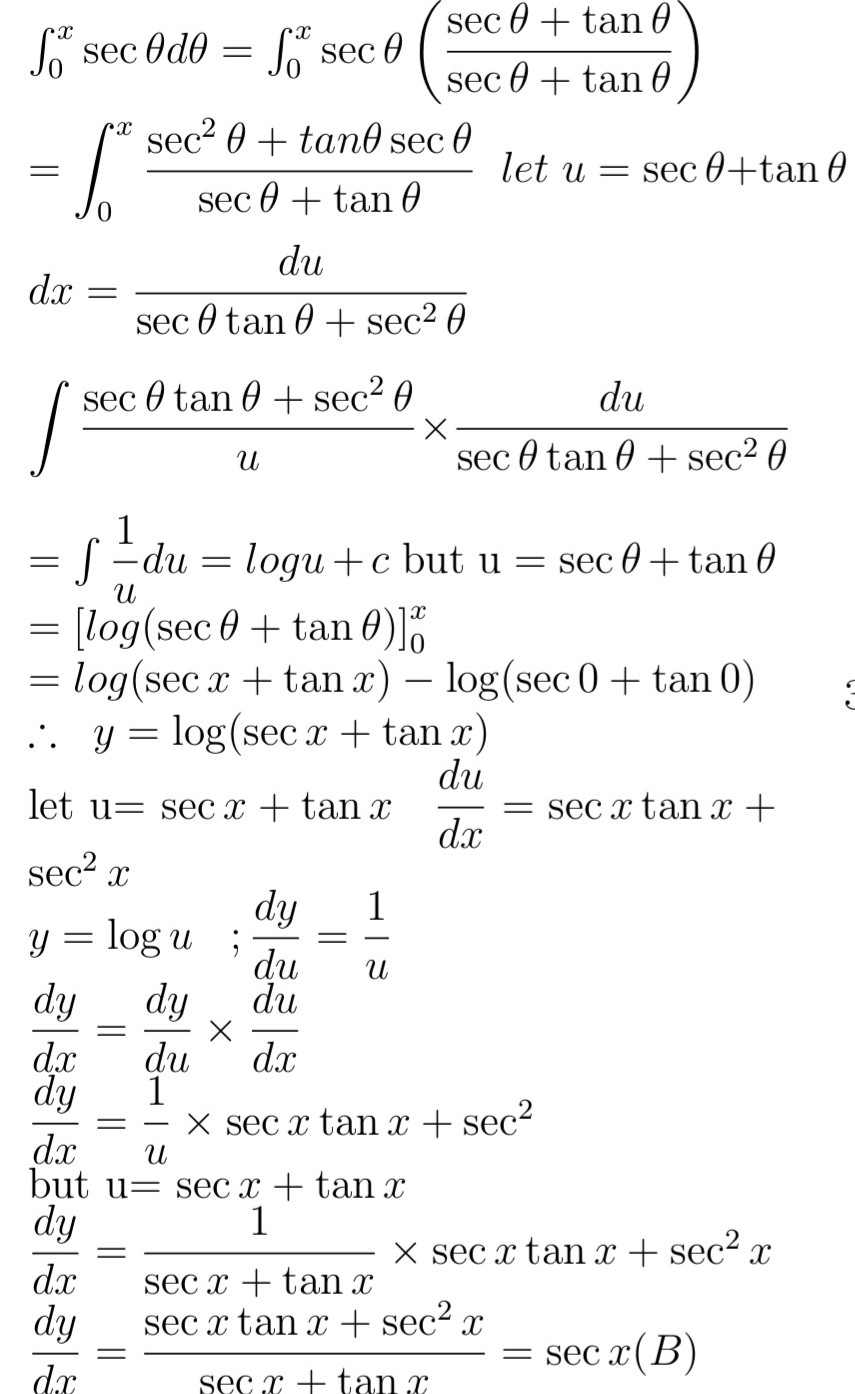 ∫₀ˣ sec θdθ = ∫₀ˣ sec θ ( (sec θ + tan θ)/(sec θ + tan θ) )
= ∫₀ˣ (sec² θ + tanθ sec θ)/(sec θ + tan θ) let u = sec θ+tan θ
dx = du/(sec θ tan θ + sec² θ)
∫ (sec θ tan θ + sec² θ)/u × du/(sec θ tan θ + sec² θ)
= ∫ 1/u du = logu + c but u = sec θ + tan θ
= [log(sec θ + tan θ)]₀ˣ
= log(sec x + tan x) − log(sec 0 + tan 0)
∴ y = log(sec x + tan x)
let u= sec x + tan x du/dx = sec x tan x +
sec² x
y = log u ; dy/du = 1/u
dy/dx = dy/du × du/dx
dy/dx = 1/u × sec x tan x + sec²
but u= sec x + tan x
dy/dx = 1/(sec x + tan x) × sec x tan x + sec² x
dy/dx = (sec x tan x + sec² x)/(sec x + tan x) = sec x(B)